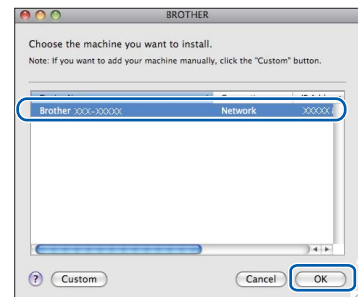 BROTHER
Choose the machine you want to install.
Note: If you want to add your machine manually, click the "Custom" button.
Brother XXX-XXXXX Network XXXXX
? Custom Cancel OK